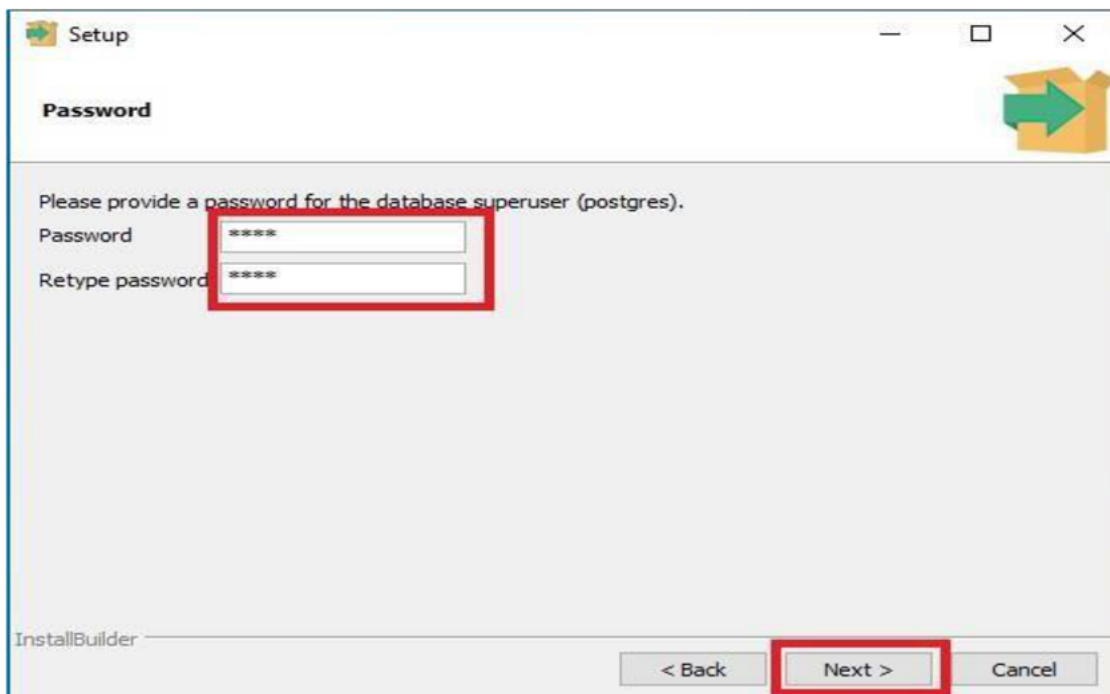 Setup
Password
Please provide a password for the database superuser (postgres).
Password ****
Retype password ****
InstallBuilder
< Back Next > Cancel